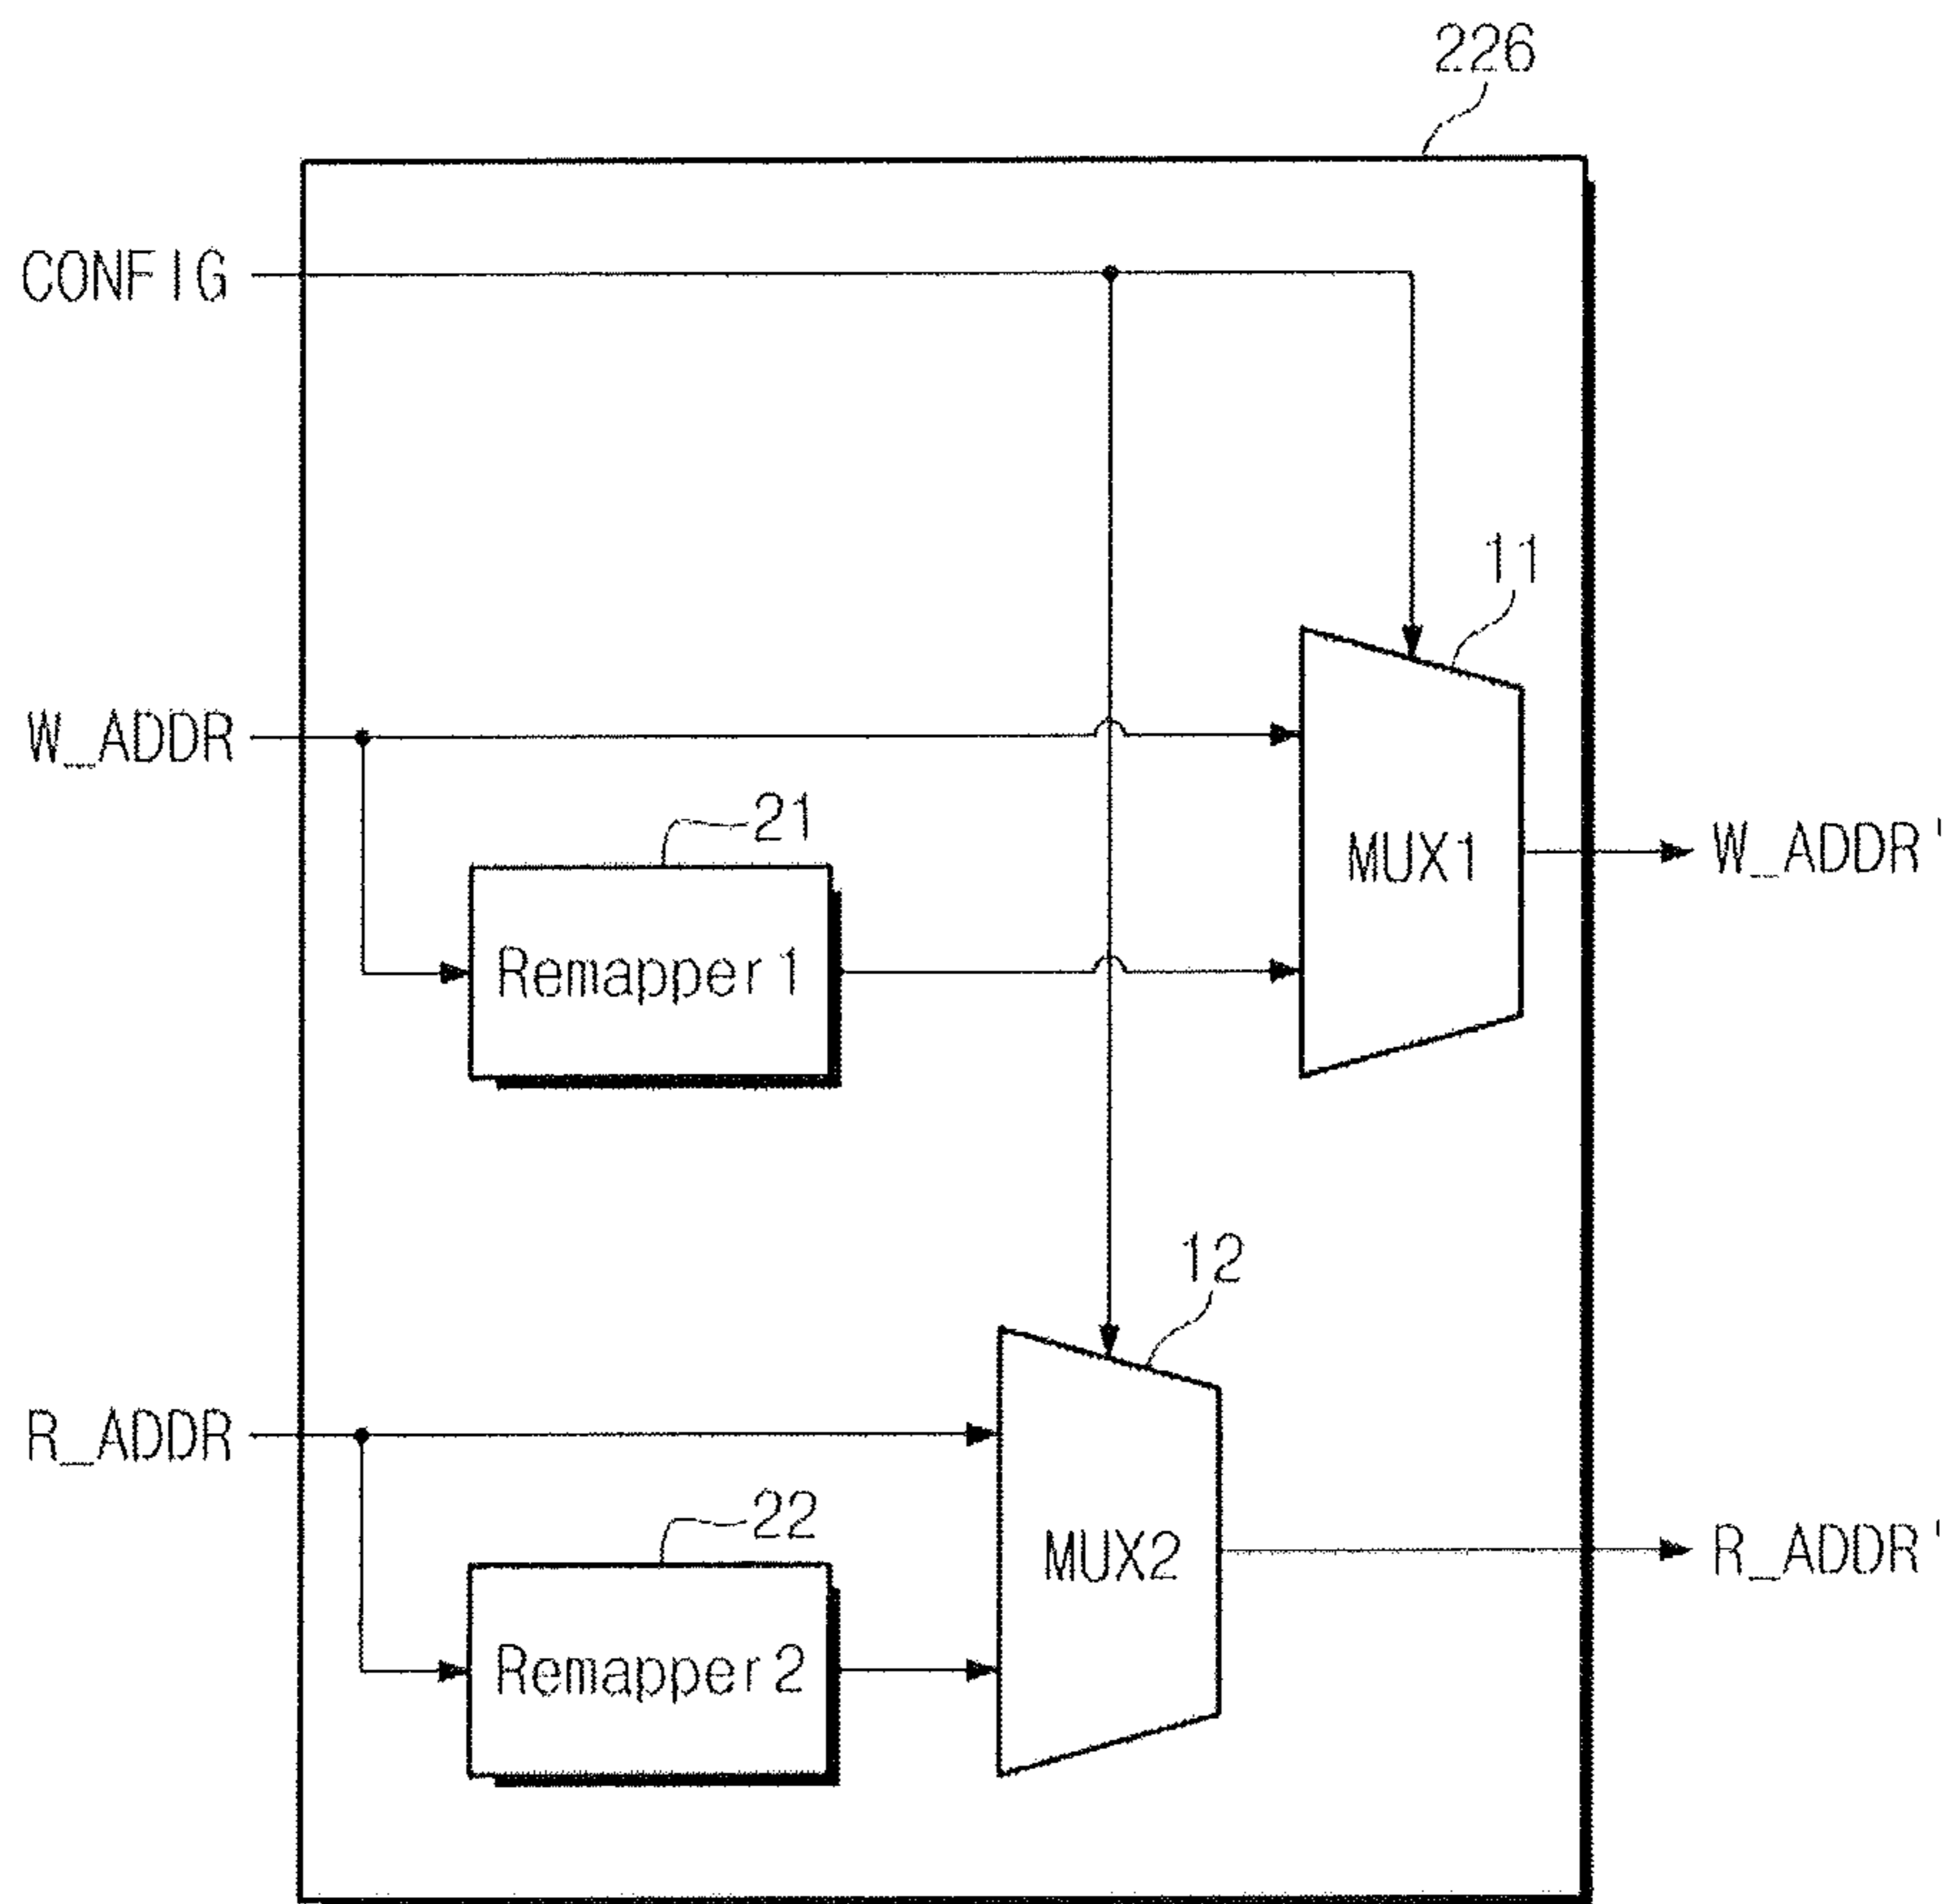 226
CONFIG
11
W_ADDR
21
MUX1
W_ADDR'
Remapper1
12
R_ADDR
22
MUX2
R_ADDR'
Remapper2